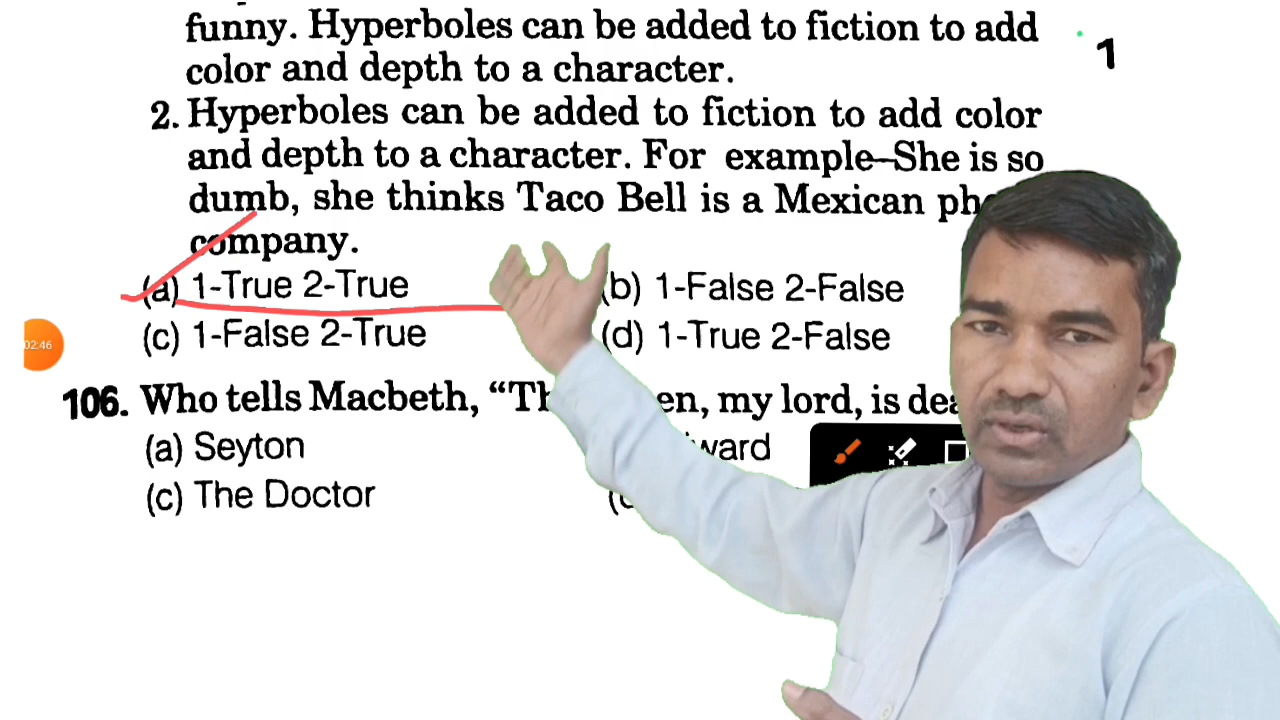 funny. Hyperboles can be added to fiction to add
color and depth to a character.
1
2. Hyperboles can be added to fiction to add color
and depth to a character. For example–She is so
dumb, she thinks Taco Bell is a Mexican
company.
(a) 1-True 2-True (b) 1-False 2-False
(c) 1-False 2-True (d) 1-True 2-False
02:46
106. Who tells Macbeth, my lord, is
(a) Seyton
(c) The Doctor